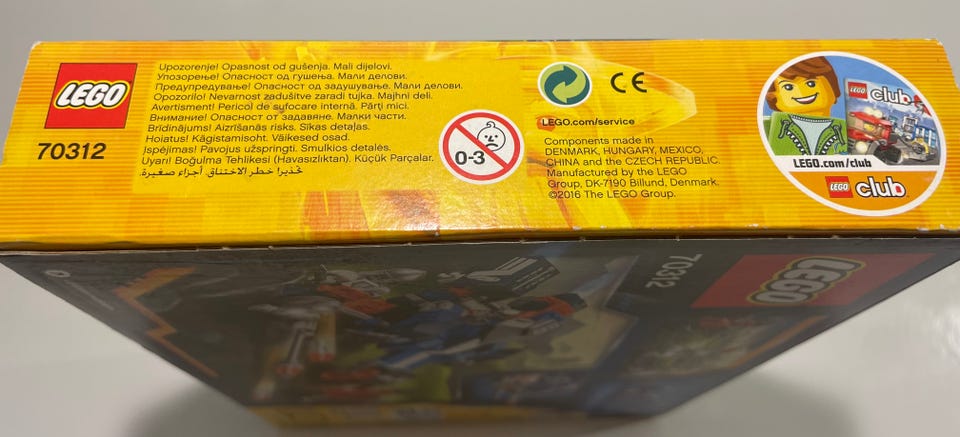 LEGO
70312
Upozorenje! Opasnost od gušenja. Mali dijelovi.
Упозорење! Опасност од гушења. Мали делови.
Предупредување! Опасност од задушување. Мали делови.
Opozorilo! Nevarnost zadušitve zaradi tujka. Majhni deli.
Avertisment! Pericol de sufocare internă. Părţi mici.
Внимание! Опасност от задавяне. Малки части.
Brīdinājums! Aizrīšanās risks. Sīkas detaļas.
Hoiatus! Kägistamisoht. Väikesed osad.
Įspėjimas! Pavojus užspringti. Smulkios detalės.
Uyarı! Boğulma Tehlikesi (Havasızlıktan). Küçük Parçalar.
تحذير! خطر الاختناق. أجزاء صغيرة.
0-3
CE
LEGO.com/service
Components made in
DENMARK, HUNGARY, MEXICO,
CHINA and the CZECH REPUBLIC.
Manufactured by the LEGO
Group, DK-7190 Billund, Denmark.
©2016 The LEGO Group.
LEGO club
LEGO.com/club
LEGO club.
70312
LEGO